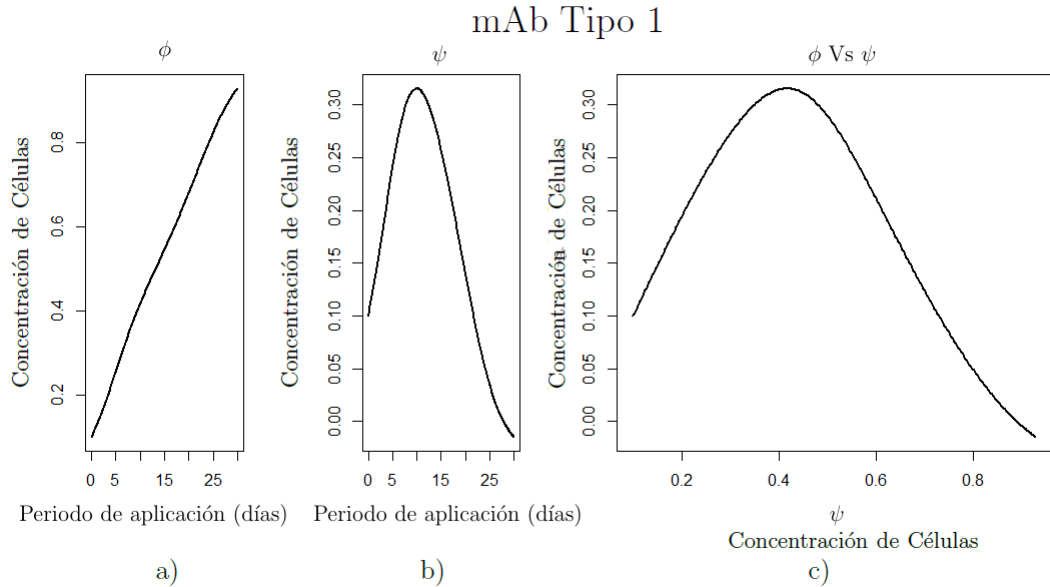 mAb Tipo 1
ϕ
Concentración de Células
0.2 0.4 0.6 0.8
0 5 15 25
Periodo de aplicación (días)
a)
ψ
Concentración de Células
0.00 0.05 0.10 0.15 0.20 0.25 0.30
0 5 15 25
Periodo de aplicación (días)
b)
ϕ Vs ψ
Concentración de Células
0.00 0.05 0.10 0.15 0.20 0.25 0.30
0.2 0.4 0.6 0.8
ψ
Concentración de Células
c)